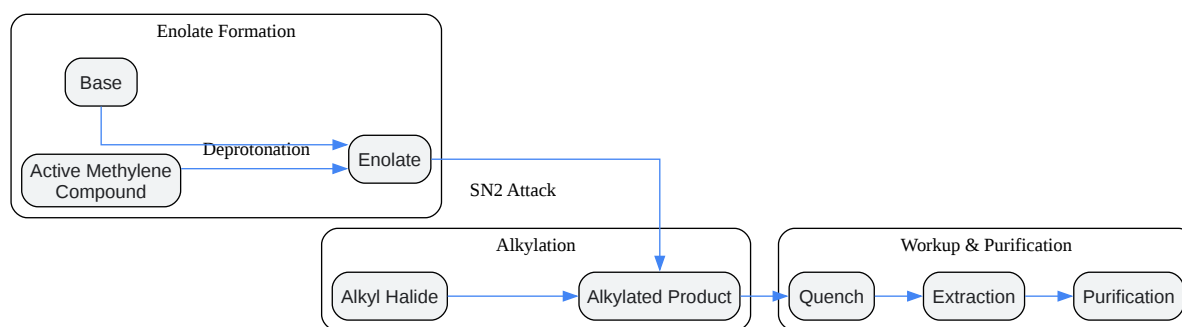 Enolate Formation
Base
Deprotonation
Active Methylene
Compound
Enolate
SN2 Attack
Alkylation
Alkyl Halide
Alkylated Product
Workup & Purification
Quench
Extraction
Purification